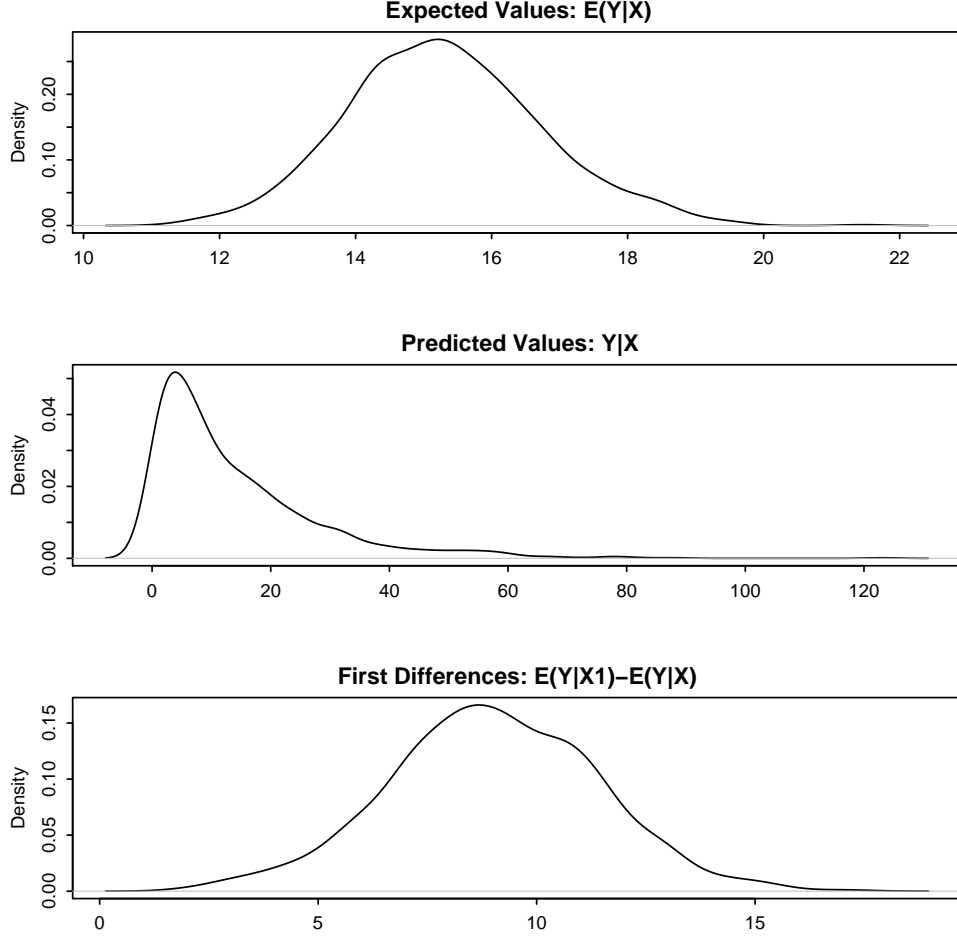 Expected Values: E(Y|X)
Density
0.00 0.10 0.20
10 12 14 16 18 20 22
Predicted Values: Y|X
Density
0.00 0.02 0.04
0 20 40 60 80 100 120
First Differences: E(Y|X1)−E(Y|X)
Density
0.00 0.05 0.10 0.15
0 5 10 15